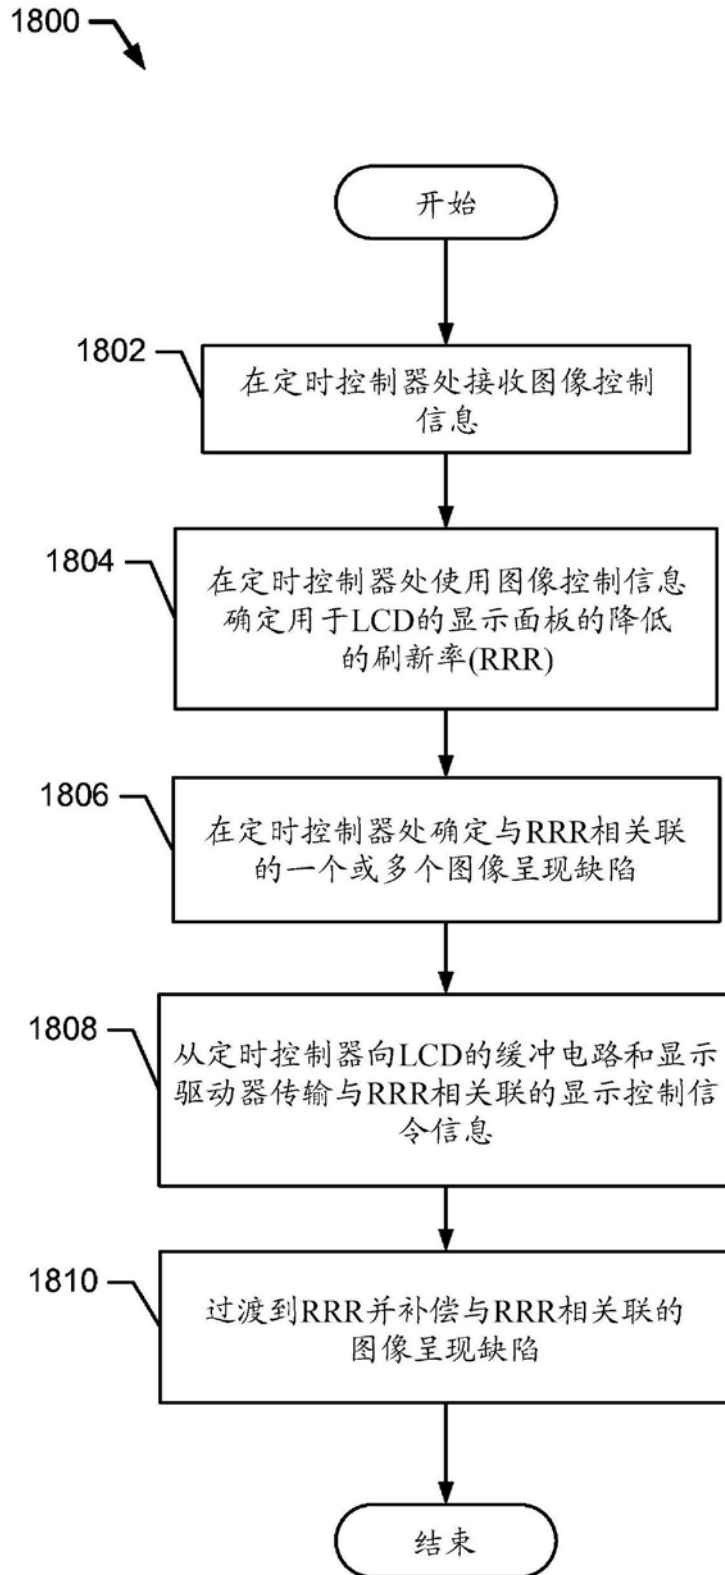 1800
开始
1802
在定时控制器处接收图像控制
信息
1804
在定时控制器处使用图像控制信息
确定用于LCD的显示面板的降低
的刷新率(RRR)
1806
在定时控制器处确定与RRR相关联
的一个或多个图像呈现缺陷
1808
从定时控制器向LCD的缓冲电路和显示
驱动器传输与RRR相关联的显示控制信
令信息
1810
过渡到RRR并补偿与RRR相关联的
图像呈现缺陷
结束